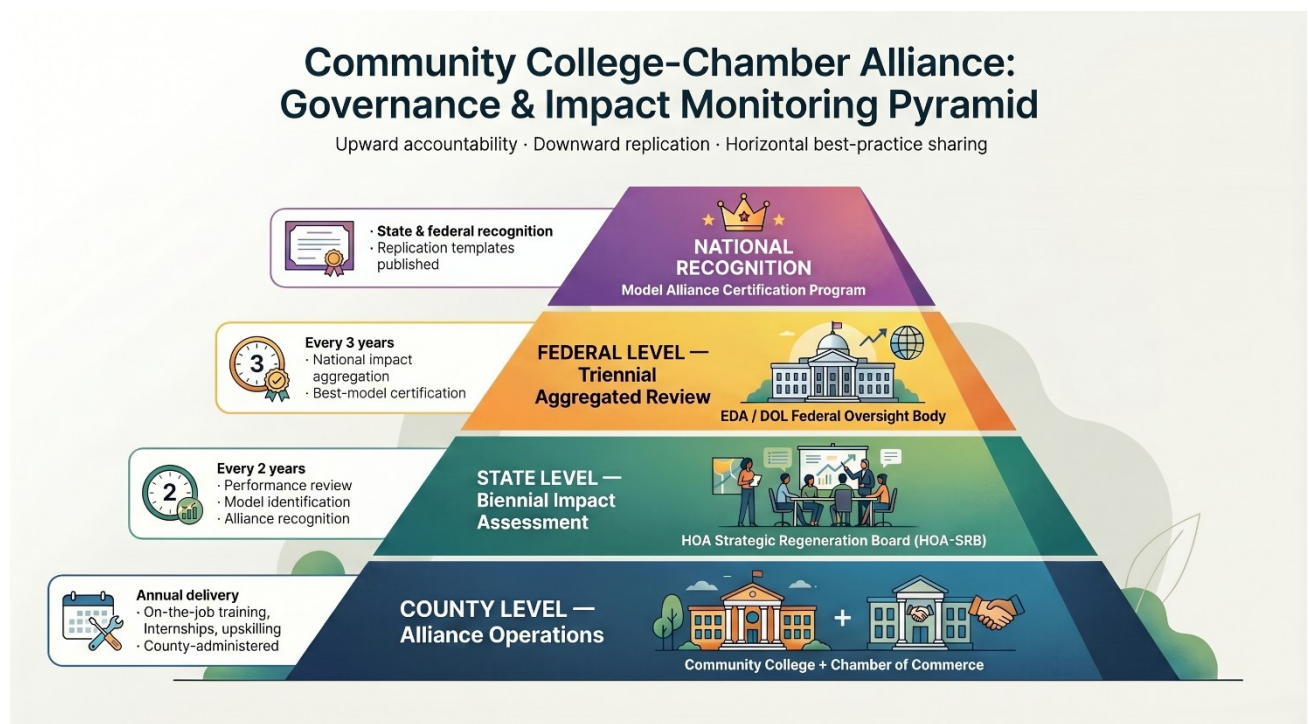 Community College-Chamber Alliance:
Governance & Impact Monitoring Pyramid
Upward accountability · Downward replication · Horizontal best-practice sharing
· State & federal recognition
· Replication templates
published
NATIONAL
RECOGNITION
Model Alliance Certification Program
3
Every 3 years
· National impact
aggregation
· Best-model certification
FEDERAL LEVEL —
Triennial
Aggregated Review
EDA / DOL Federal Oversight Body
2
Every 2 years
· Performance review
· Model identification
· Alliance recognition
STATE LEVEL —
Biennial Impact
Assessment
HOA Strategic Regeneration Board (HOA-SRB)
Annual delivery
· On-the-job training,
Internships, upskilling
· County-administered
COUNTY LEVEL —
Alliance Operations
+
Community College + Chamber of Commerce